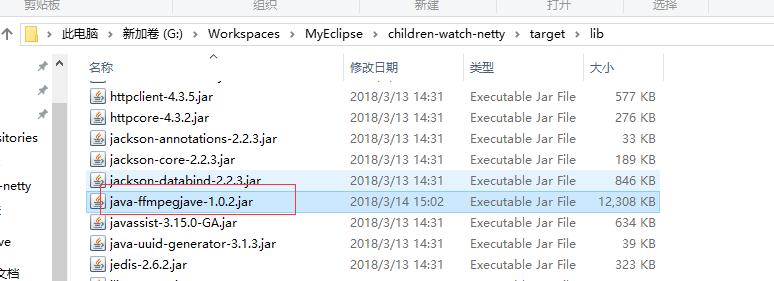 剪贴板 组织 新建 打开 选择
此电脑 新加卷 (G:) Workspaces MyEclipse children-watch-netty target lib
名称 修改日期 类型 大小
httpclient-4.3.5.jar 2018/3/13 14:31 Executable Jar File 577 KB
httpcore-4.3.2.jar 2018/3/13 14:31 Executable Jar File 276 KB
jackson-annotations-2.2.3.jar 2018/3/13 14:31 Executable Jar File 33 KB
sitories jackson-core-2.2.3.jar 2018/3/13 14:31 Executable Jar File 189 KB
jackson-databind-2.2.3.jar 2018/3/13 14:31 Executable Jar File 846 KB
-netty java-ffmpegjave-1.0.2.jar 2018/3/14 15:02 Executable Jar File 12,308 KB
javassist-3.15.0-GA.jar 2018/3/13 14:31 Executable Jar File 634 KB
ve java-uuid-generator-3.1.3.jar 2018/3/13 14:31 Executable Jar File 39 KB
文档 jedis-2.6.2.jar 2018/3/13 14:31 Executable Jar File 323 KB